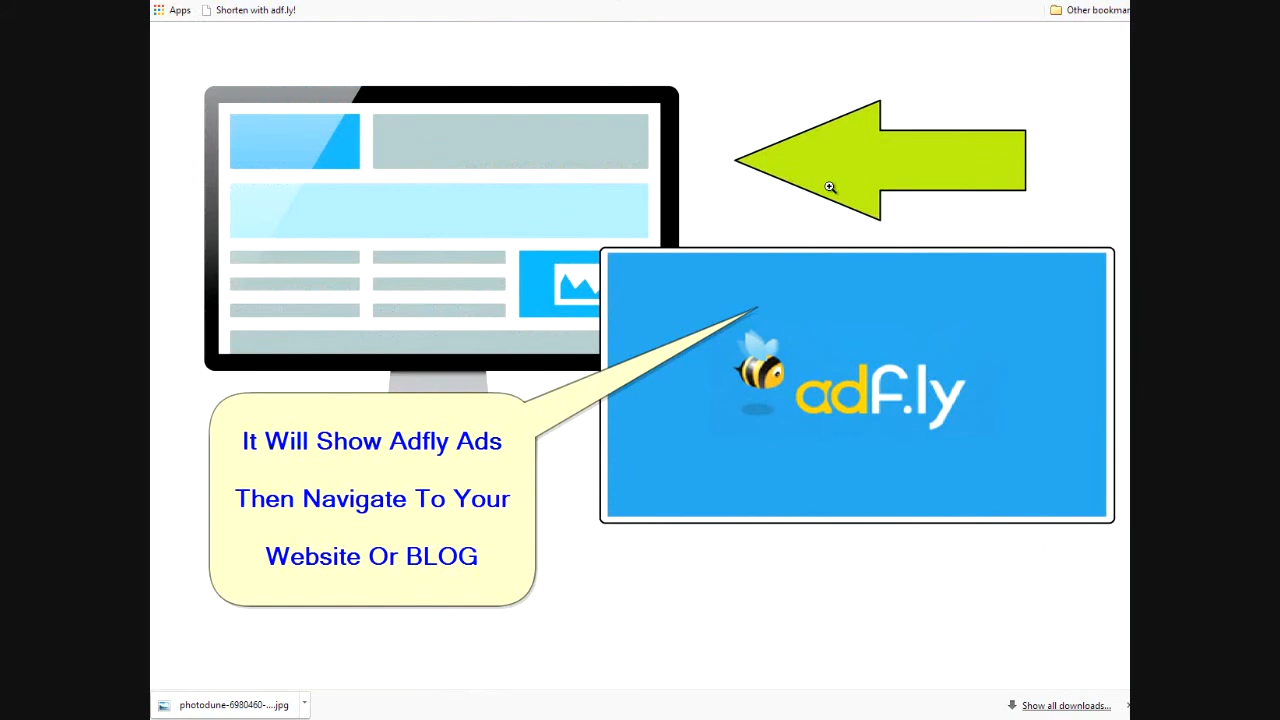 Apps
Shorten with adf.ly!
Other bookmar
adf.ly
It Will Show Adfly Ads
Then Navigate To Your
Website Or BLOG
photodune-6980460-....jpg
Show all downloads...